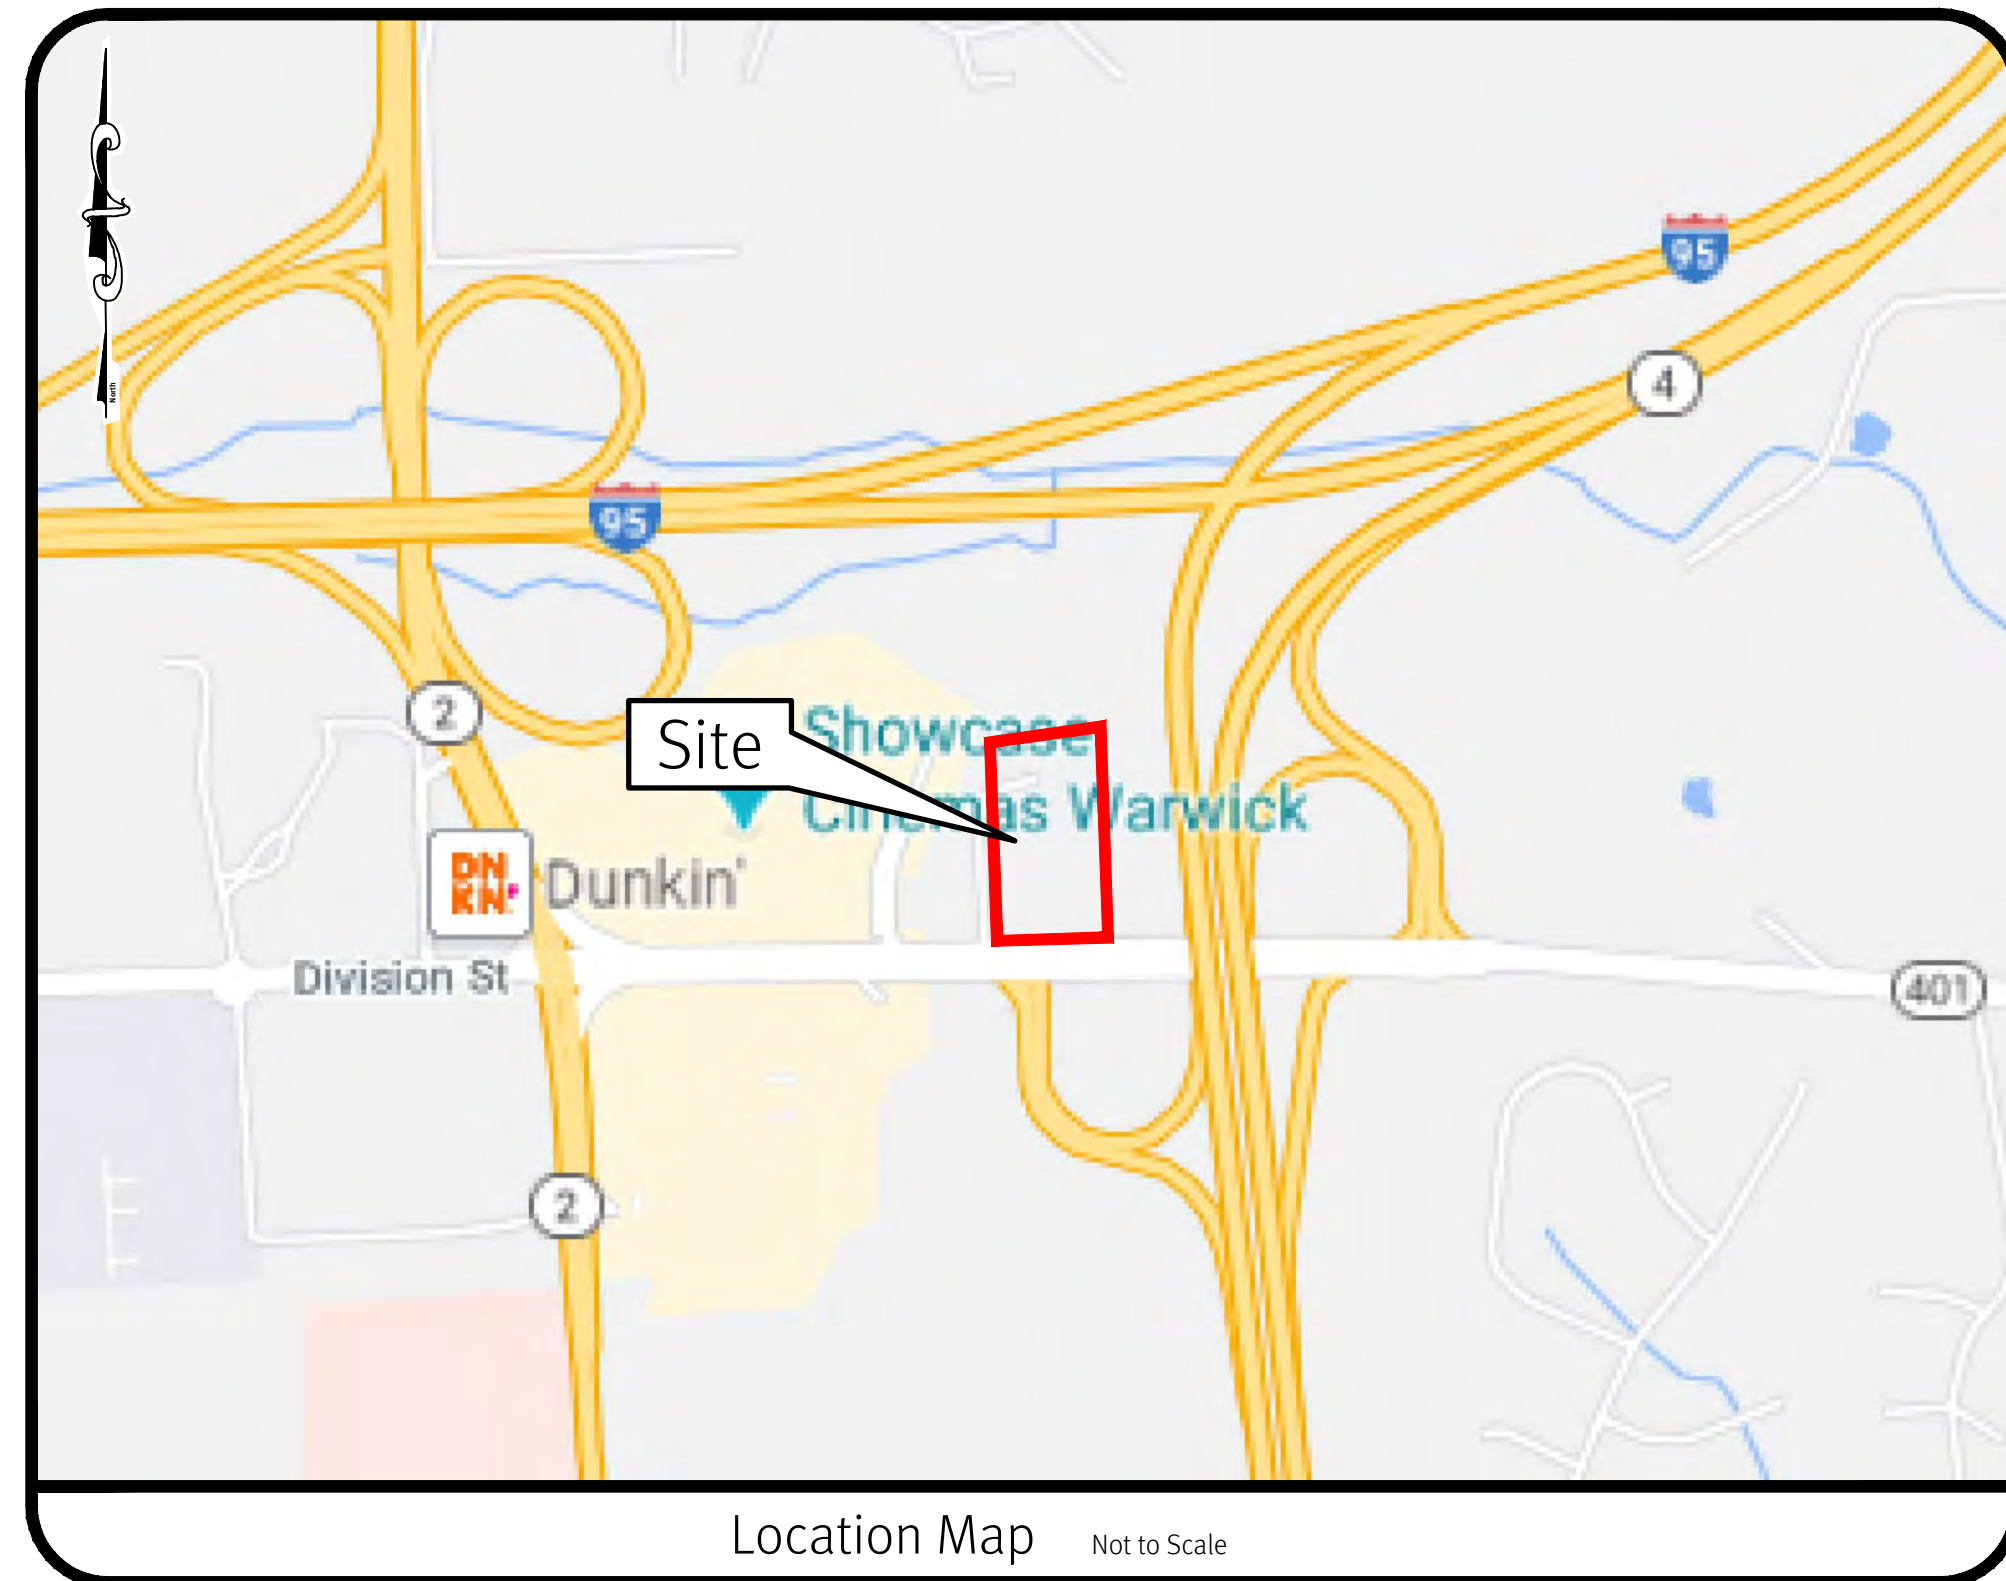 North
95
4
95
2
Site
Showcase
Cinemas Warwick
DN
KN'
Dunkin'
Division St
401
2
Location Map
Not to Scale